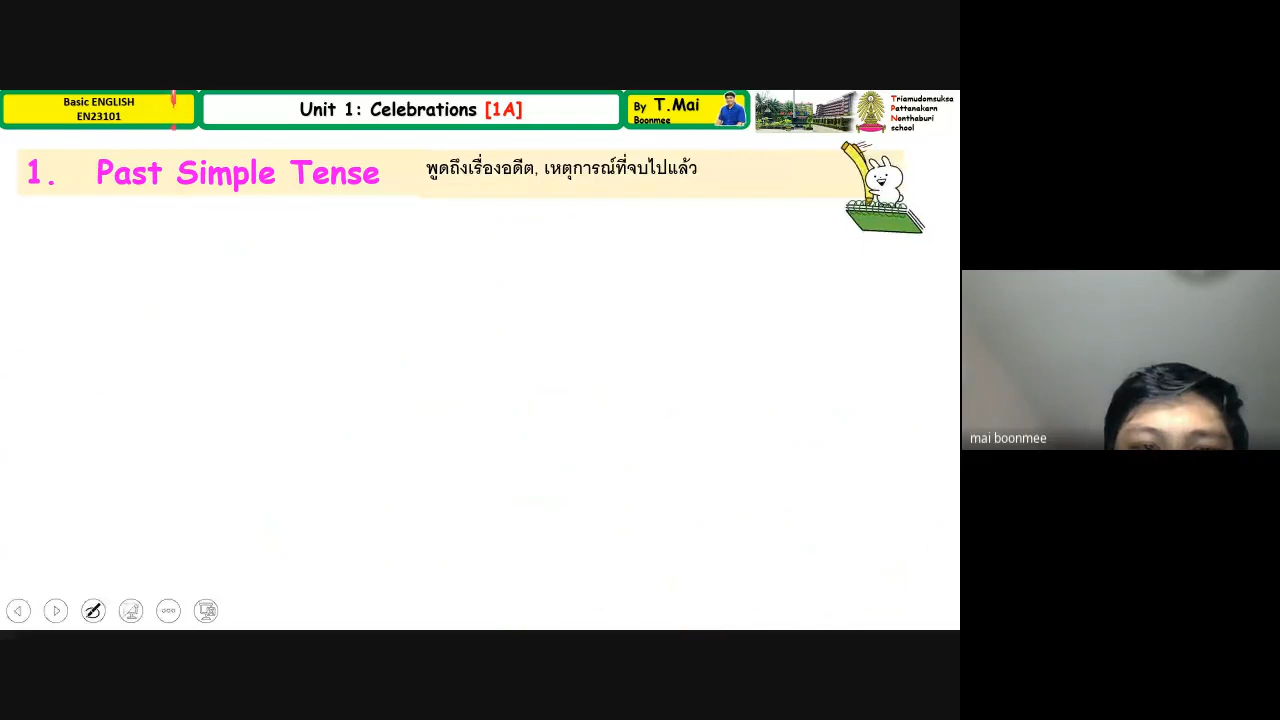 Basic ENGLISH
EN23101
Unit 1: Celebrations [1A]
By T.Mai
Boonmee
Triamudomsuksa
Pattanakarn
Nonthaburi
school
1. Past Simple Tense
พูดถึงเรื่องอดีต, เหตุการณ์ที่จบไปแล้ว
mai boonmee